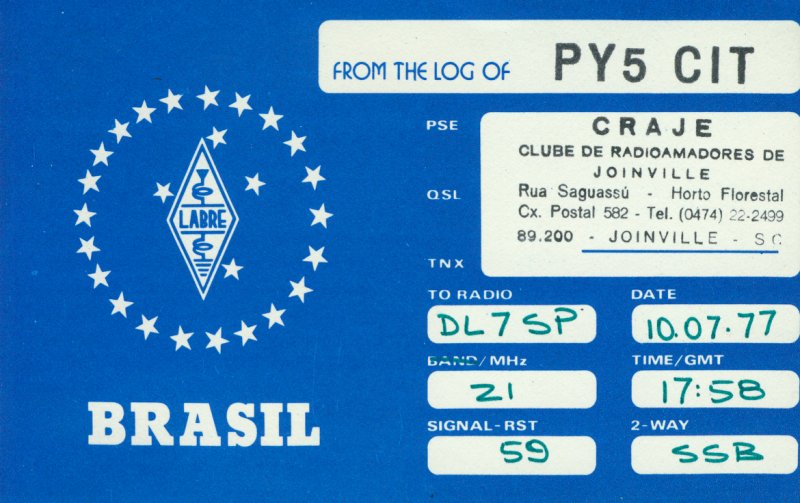 FROM THE LOG OF PY5 CIT
PSE
CRAJE
CLUBE DE RADIOAMADORES DE
JOINVILLE
QSL
Rua Saguassú - Horto Florestal
Cx. Postal 582 - Tel. (0474) 22-2499
89.200 - JOINVILLE - SC
TNX
LABRE
BRASIL
TO RADIO
DL7SP
DATE
10.07.77
BAND/MHz
21
TIME/GMT
17:58
SIGNAL-RST
59
2-WAY
SSB